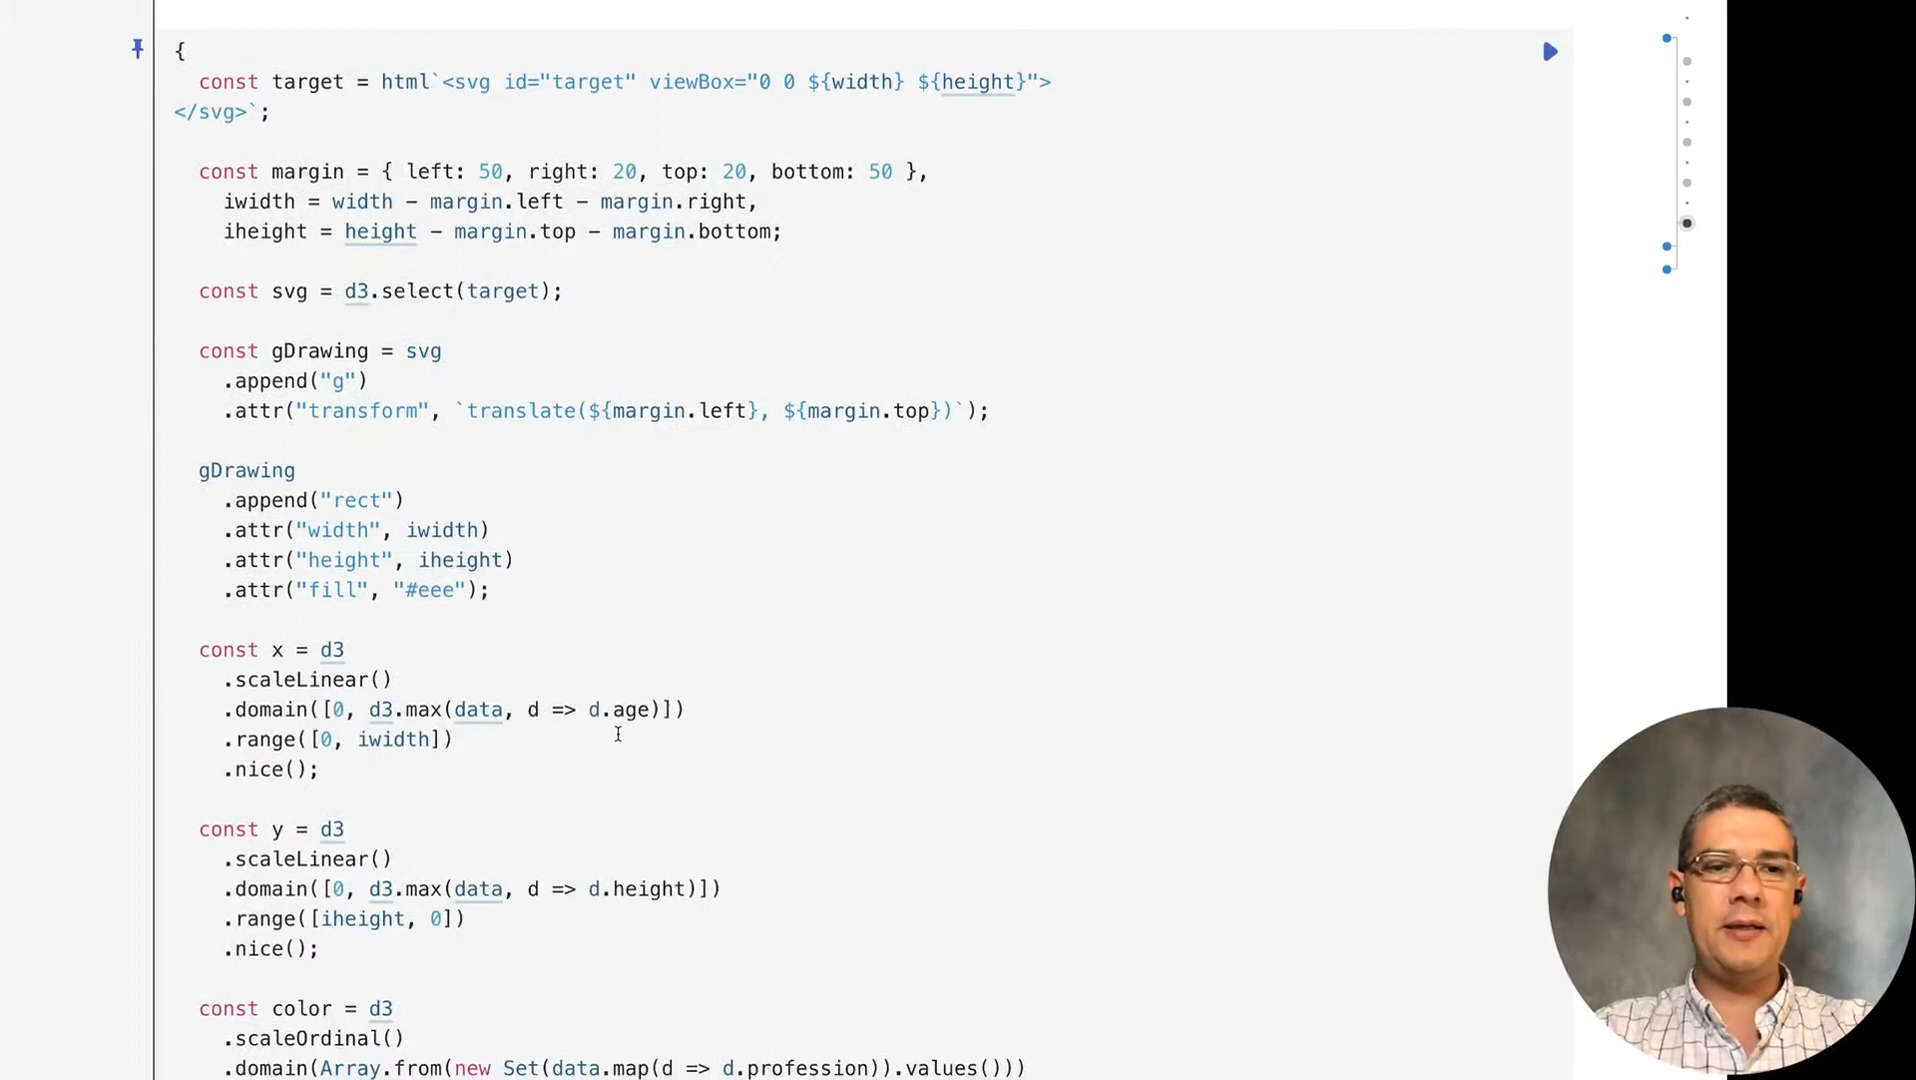 {
const target = html`<svg id="target" viewBox="0 0 ${width} ${height}">
</svg>`;
const margin = { left: 50, right: 20, top: 20, bottom: 50 },
iwidth = width - margin.left - margin.right,
iheight = height - margin.top - margin.bottom;
const svg = d3.select(target);
const gDrawing = svg
.append("g")
.attr("transform", `translate(${margin.left}, ${margin.top})`);
gDrawing
.append("rect")
.attr("width", iwidth)
.attr("height", iheight)
.attr("fill", "#eee");
const x = d3
.scaleLinear()
.domain([0, d3.max(data, d => d.age)])
.range([0, iwidth])
.nice();
const y = d3
.scaleLinear()
.domain([0, d3.max(data, d => d.height)])
.range([iheight, 0])
.nice();
const color = d3
.scaleOrdinal()
.domain(Array.from(new Set(data.map(d => d.profession)).values()))